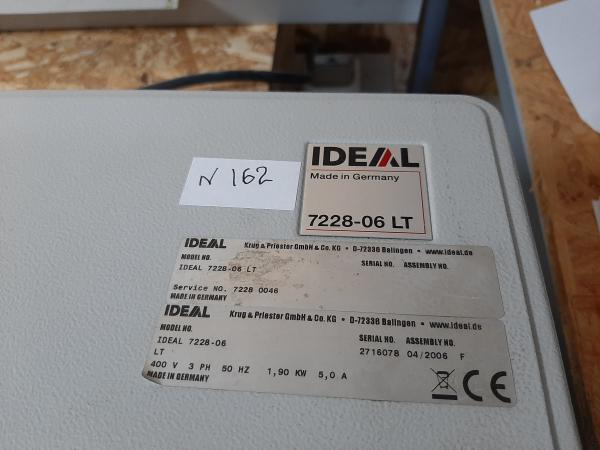 N 162
IDEAL
Made in Germany
7228-06 LT
IDEAL Krug & Priester GmbH & Co. KG • D-72336 Balingen • www.ideal.de
MODEL NO. SERIAL NO. ASSEMBLY NO.
IDEAL 7228-06 LT
Service No. 7228 0046
MADE IN GERMANY
IDEAL Krug & Priester GmbH & Co. KG • D-72336 Balingen • www.ideal.de
MODEL NO. SERIAL NO. ASSEMBLY NO.
IDEAL 7228-06 2716078 04/2006 F
LT
400 V 3 PH 50 HZ 1,90 KW 5,0 A
MADE IN GERMANY
CE